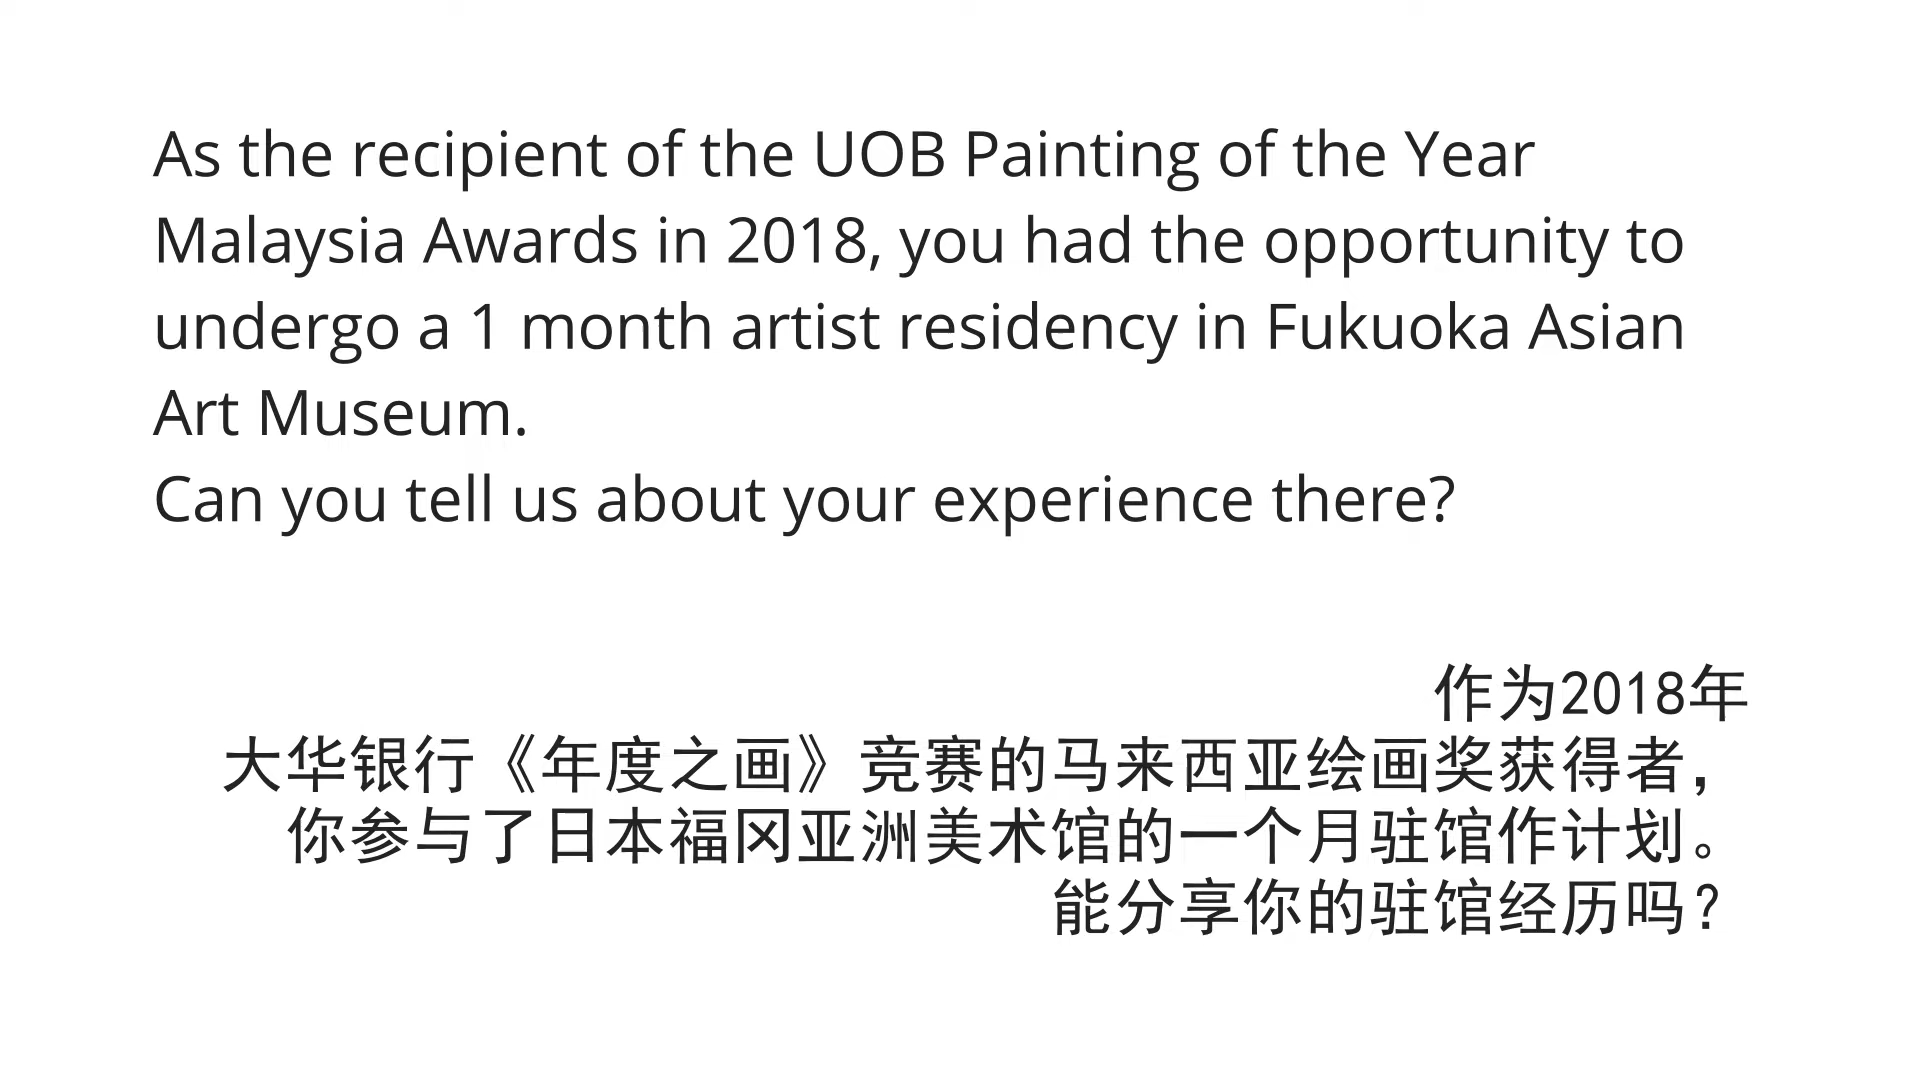 As the recipient of the UOB Painting of the Year
Malaysia Awards in 2018, you had the opportunity to
undergo a 1 month artist residency in Fukuoka Asian
Art Museum.
Can you tell us about your experience there?
作为2018年
大华银行《年度之画》竞赛的马来西亚绘画奖获得者，
你参与了日本福冈亚洲美术馆的一个月驻馆作计划。
能分享你的驻馆经历吗？